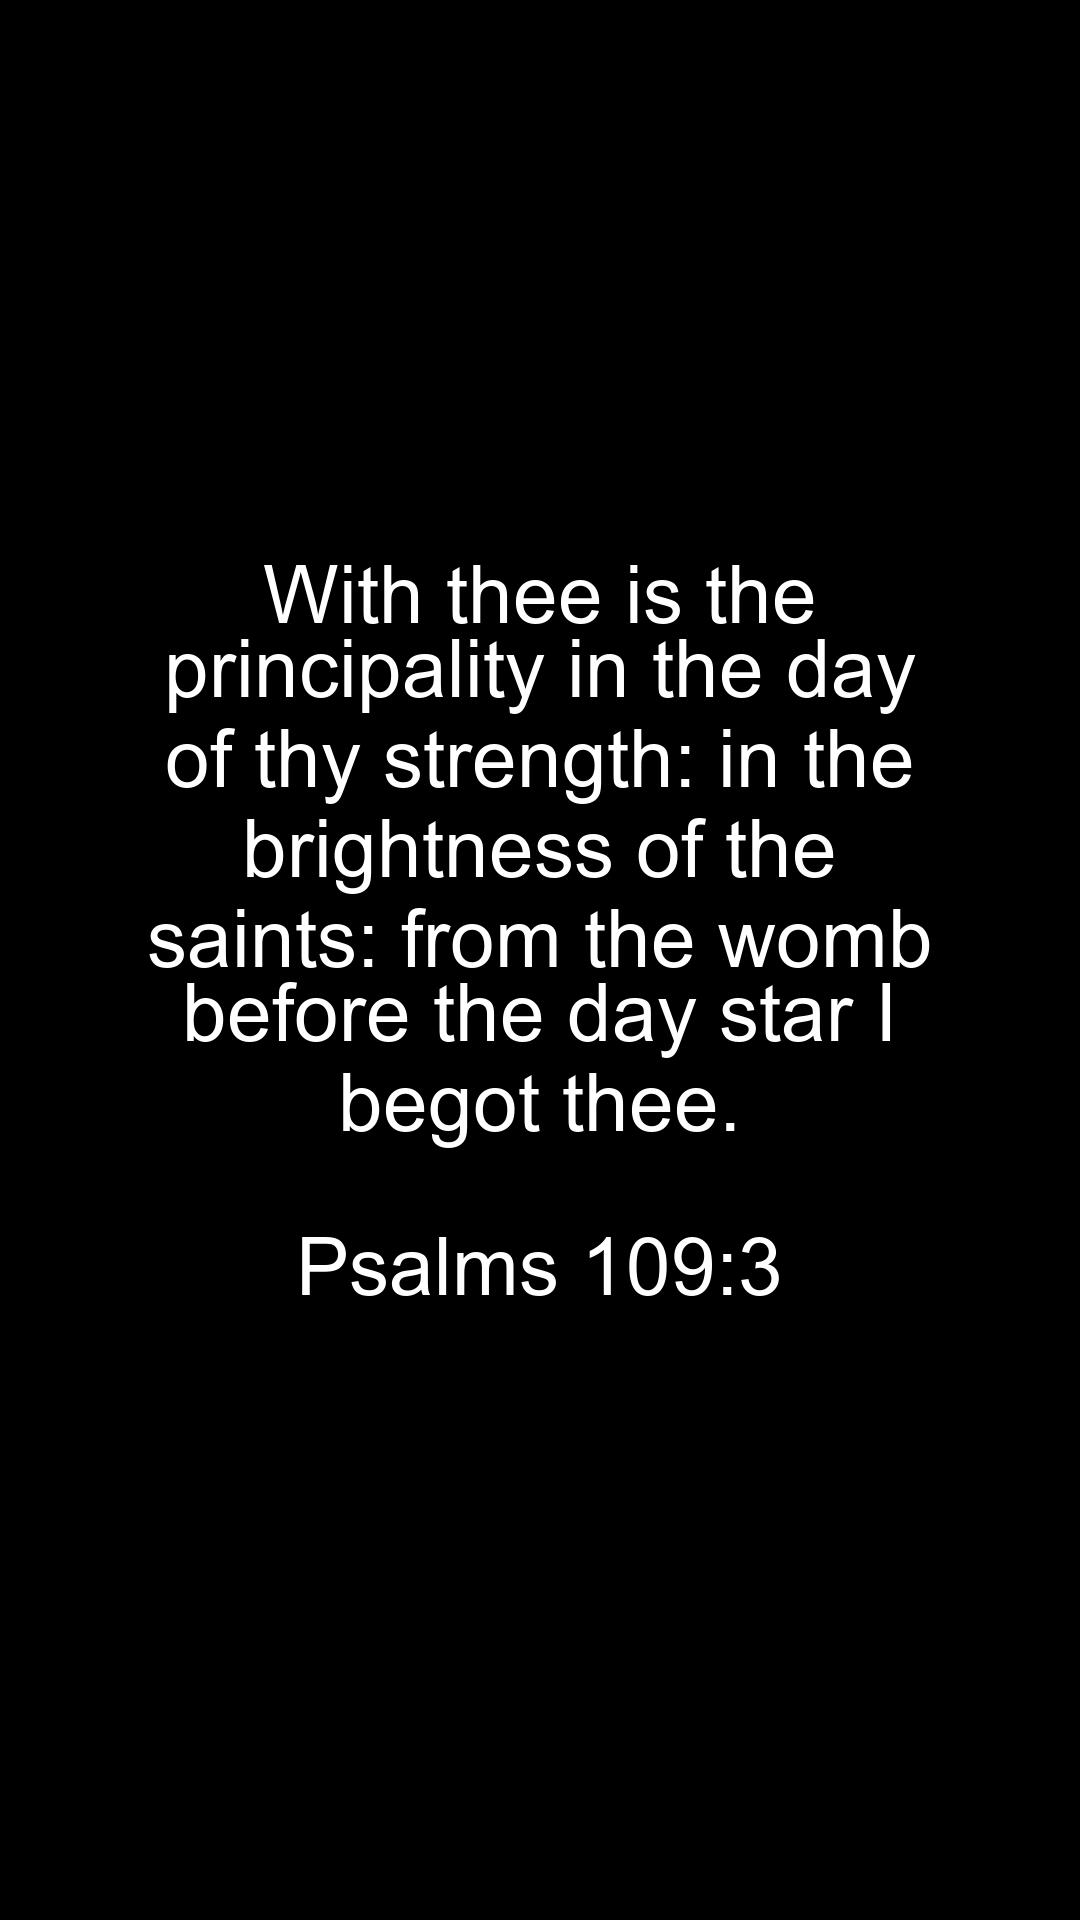 With thee is the
principality in the day
of thy strength: in the
brightness of the
saints: from the womb
before the day star I
begot thee.
Psalms 109:3